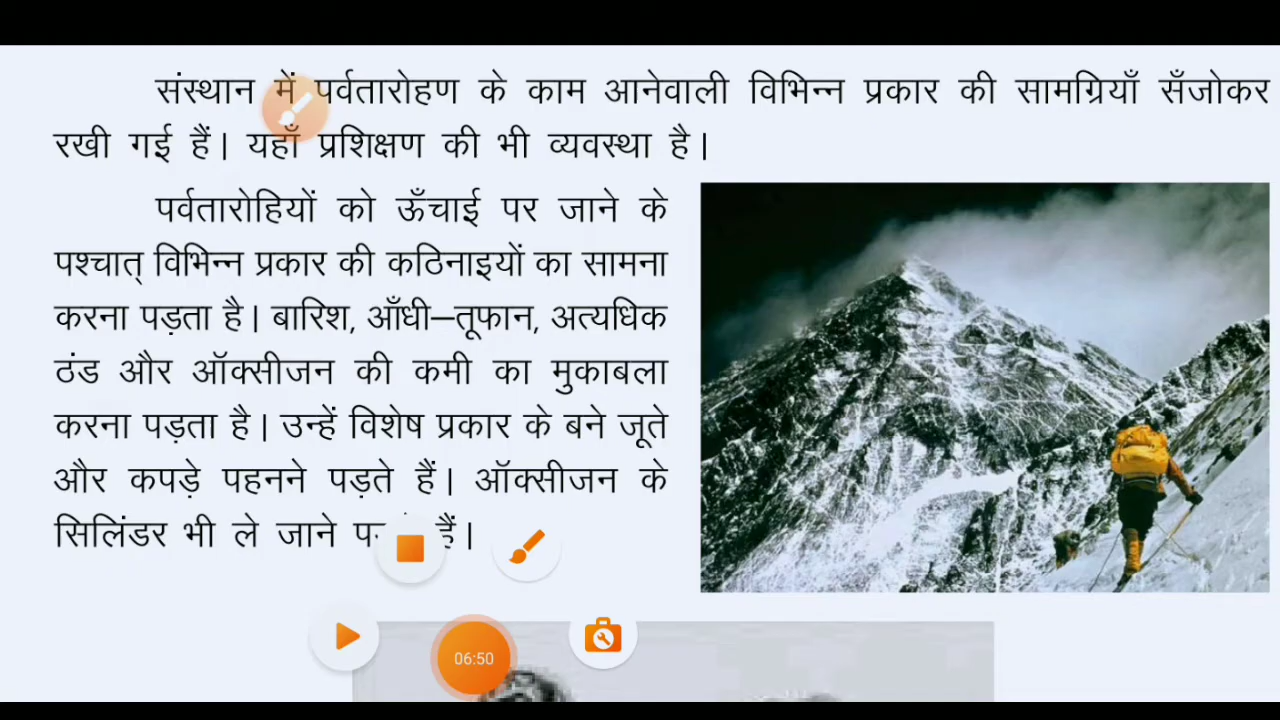 संस्थान में पर्वतारोहण के काम आनेवाली विभिन्न प्रकार की सामग्रियाँ सँजोकर
रखी गई हैं। यहाँ प्रशिक्षण की भी व्यवस्था है।
पर्वतारोहियों को ऊँचाई पर जाने के
पश्चात् विभिन्न प्रकार की कठिनाइयों का सामना
करना पड़ता है। बारिश, आँधी–तूफान, अत्यधिक
ठंड और ऑक्सीजन की कमी का मुकाबला
करना पड़ता है। उन्हें विशेष प्रकार के बने जूते
और कपड़े पहनने पड़ते हैं। ऑक्सीजन के
सिलिंडर भी ले जाने हैं।
06:50